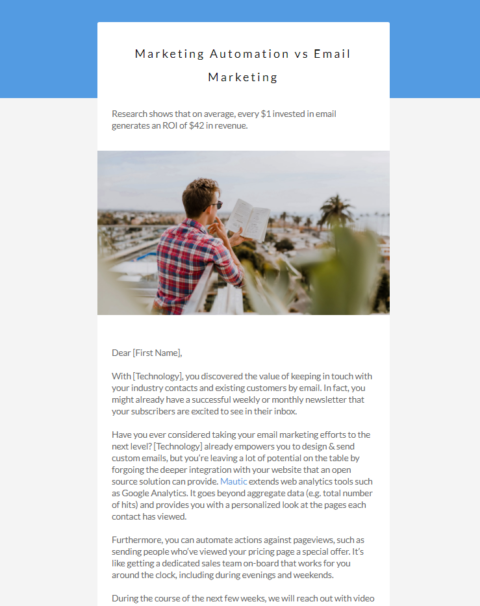 Marketing Automation vs Email
Marketing
Research shows that on average, every $1 invested in email
generates an ROI of $42 in revenue.
Dear [First Name],
With [Technology], you discovered the value of keeping in touch with
your industry contacts and existing customers by email. In fact, you
might already have a successful weekly or monthly newsletter that
your subscribers are excited to see in their inbox.
Have you ever considered taking your email marketing efforts to the
next level? [Technology] already empowers you to design & send
custom emails, but you're leaving a lot of potential on the table by
forgoing the deeper integration with your website that an open
source solution can provide. Mautic extends web analytics tools such
as Google Analytics. It goes beyond aggregate data (e.g. total number
of hits) and provides you with a personalized look at the pages each
contact has viewed.
Furthermore, you can automate actions against pageviews, such as
sending people who've viewed your pricing page a special offer. It's
like getting a dedicated sales team on-board that works for you
around the clock, including during evenings and weekends.
During the course of the next few weeks, we will reach out with video